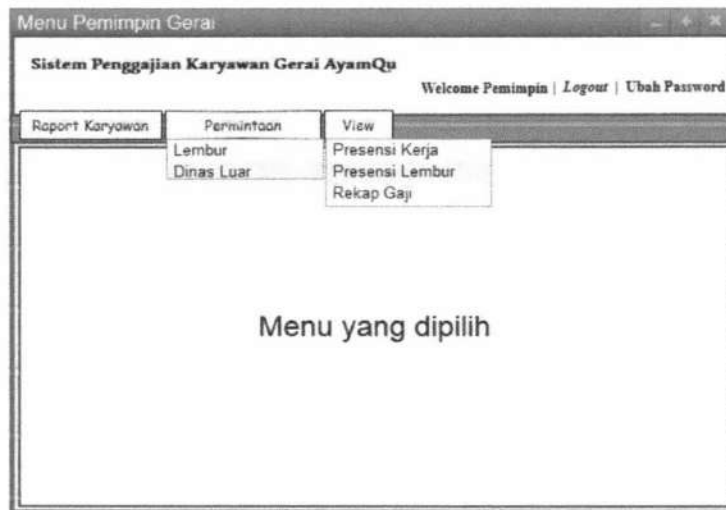 Menu Pemimpin Gerai
Sistem Penggajian Karyawan Gerai AyamQu
Welcome Pemimpin | Logout | Ubah Password
Raport Karyawan Permintaan View
Lembur
Dinas Luar
Presensi Kerja
Presensi Lembur
Rekap Gaji
Menu yang dipilih